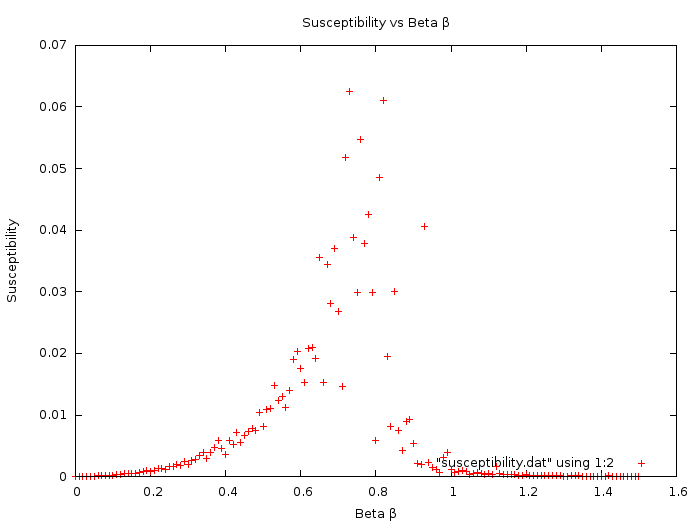 Susceptibility vs Beta β
0.07
0.06
0.05
0.04
0.03
0.02
0.01
0
Susceptibility
"susceptibility.dat" using 1:2
0 0.2 0.4 0.6 0.8 1 1.2 1.4 1.6
Beta β